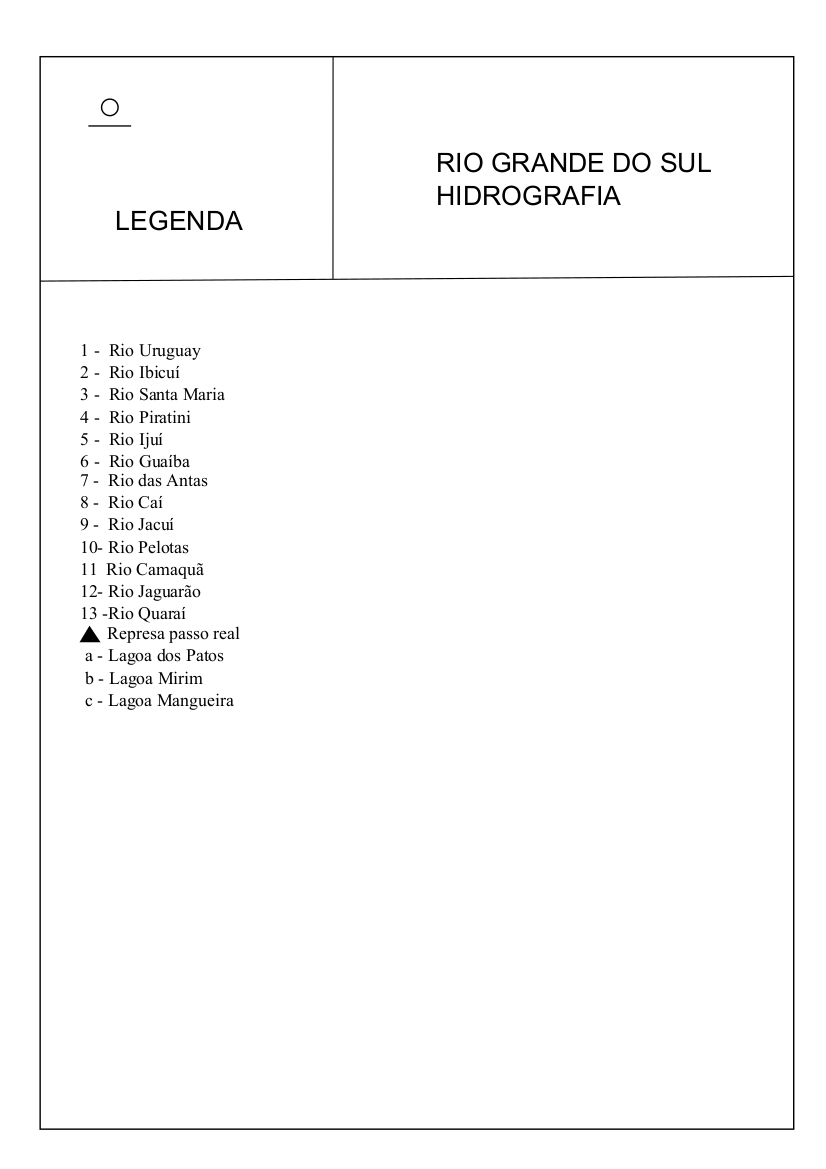 LEGENDA
RIO GRANDE DO SUL
HIDROGRAFIA
1 - Rio Uruguay
2 - Rio Ibicuí
3 - Rio Santa Maria
4 - Rio Piratini
5 - Rio Ijuí
6 - Rio Guaíba
7 - Rio das Antas
8 - Rio Caí
9 - Rio Jacuí
10- Rio Pelotas
11 Rio Camaquã
12- Rio Jaguarão
13 -Rio Quaraí
Represa passo real
a - Lagoa dos Patos
b - Lagoa Mirim
c - Lagoa Mangueira